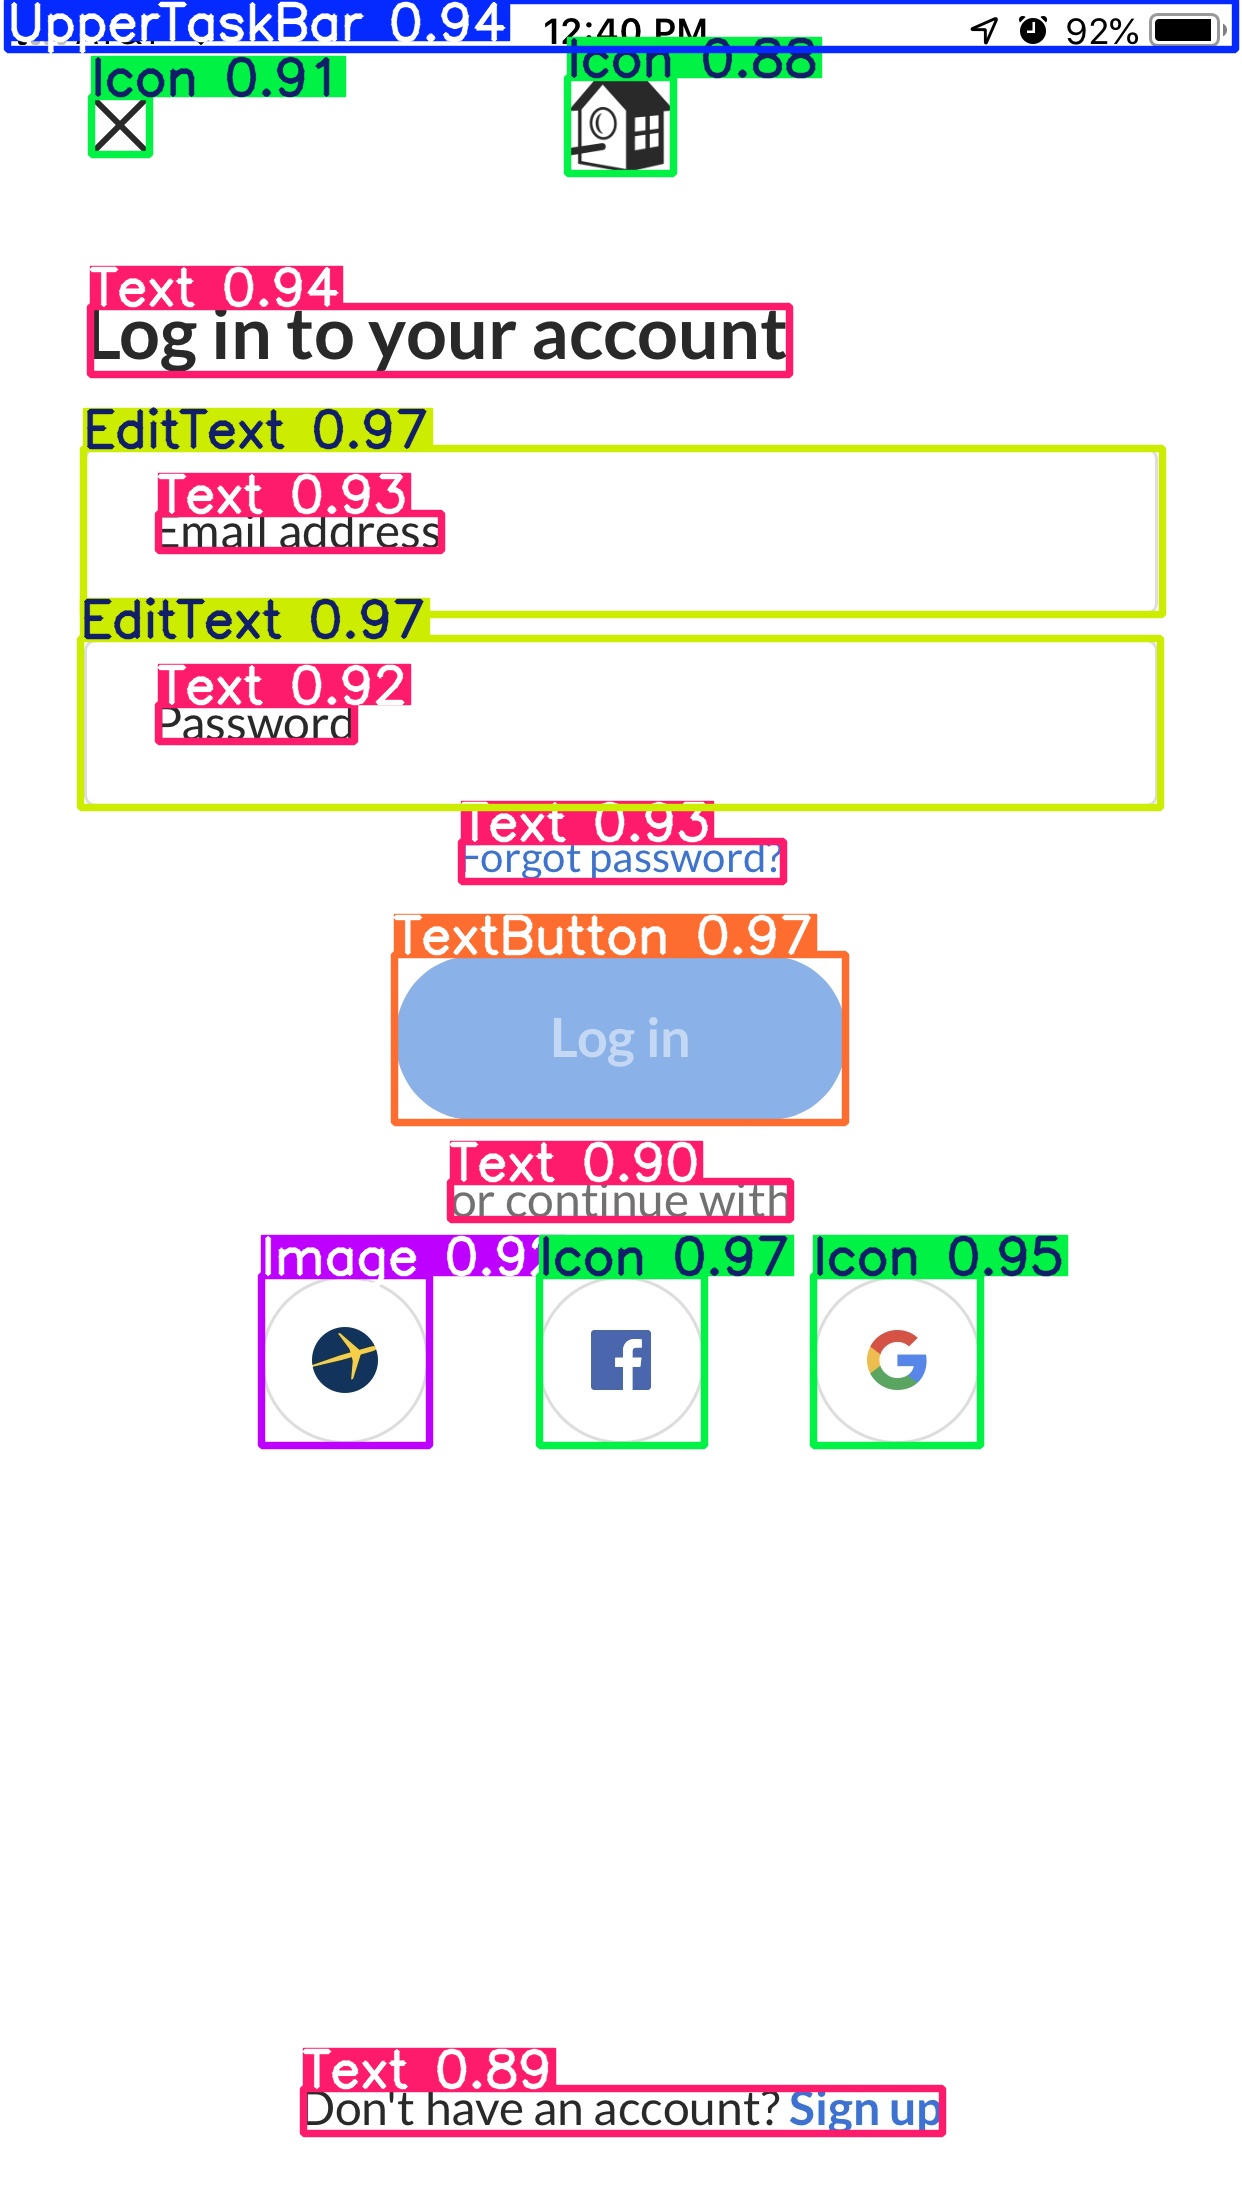 UpperTaskBar 0.94
12:40 PM
92%
Icon 0.91
Icon 0.88
Text 0.94
Log in to your account
EditText 0.97
Text 0.93
Email address
EditText 0.97
Text 0.92
Password
Text 0.93
Forgot password?
TextButton 0.97
Log in
Text 0.90
or continue with
Image 0.92 Icon 0.97 Icon 0.95
Text 0.89
Don't have an account? Sign up